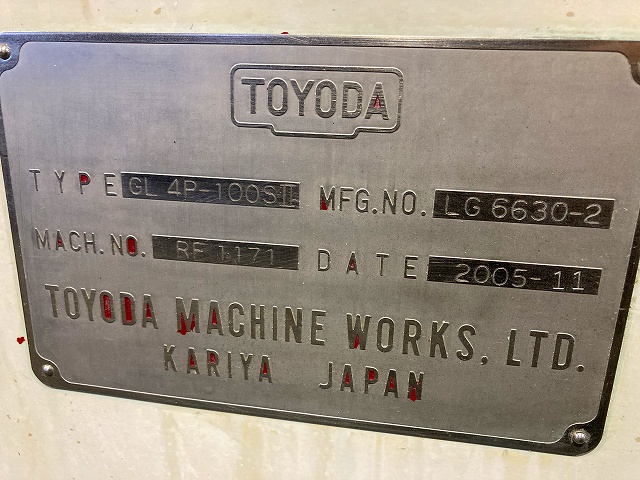 TOYODA
TYPE GL 4P-100SII MFG.NO. LG 6630-2
MACH.NO. RF 1171 DATE 2005-11
TOYODA MACHINE WORKS, LTD.
KARIYA JAPAN